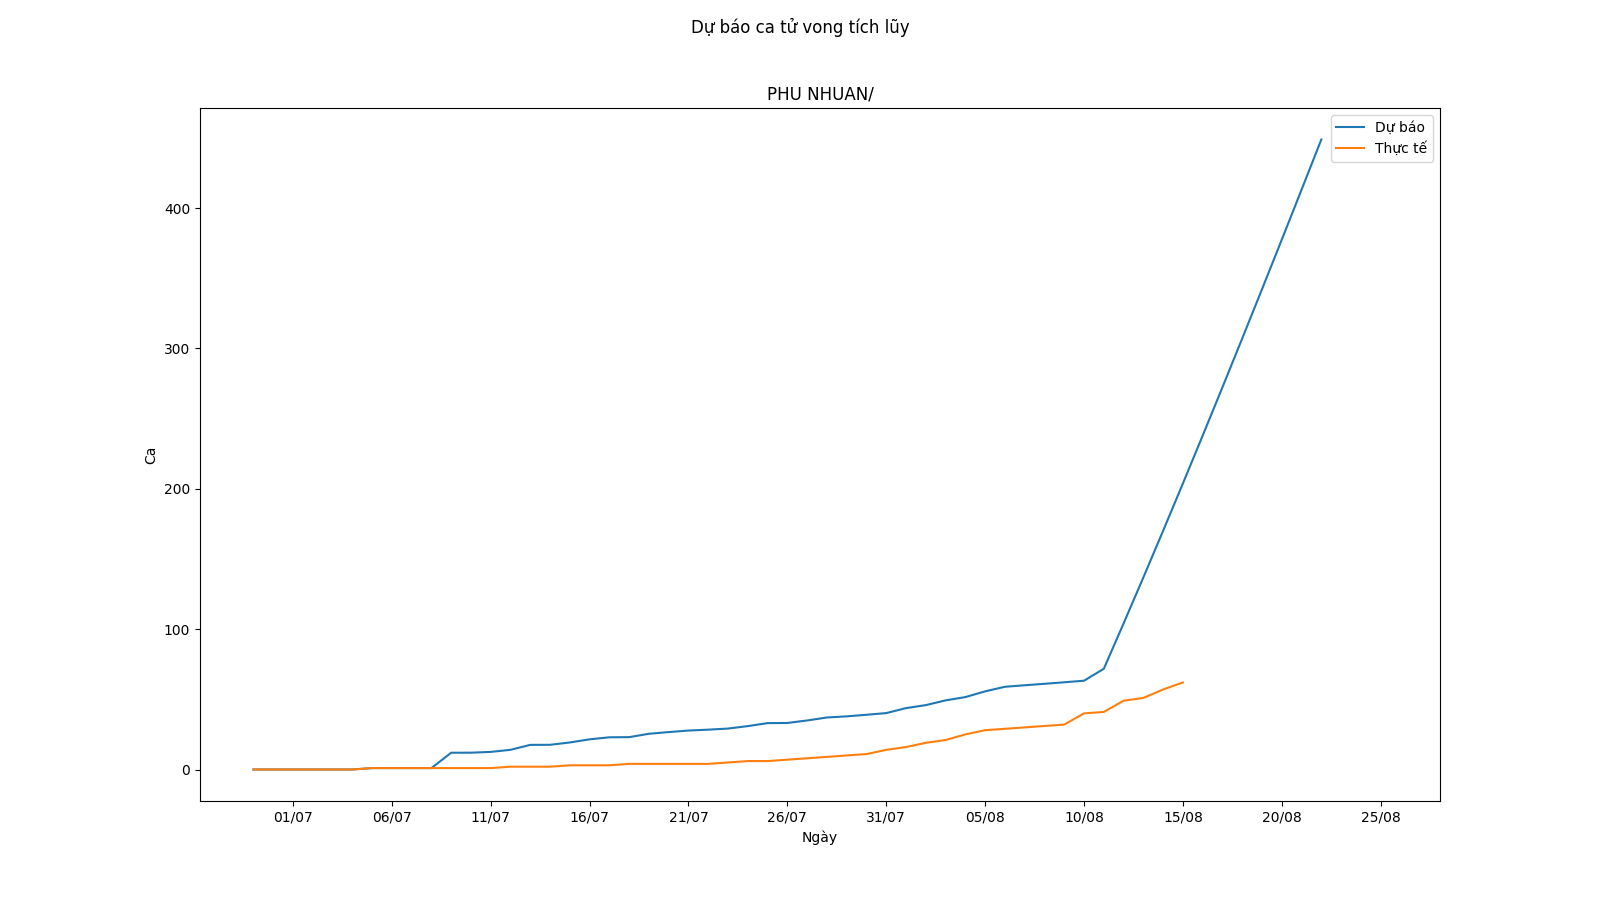 Dự báo ca tử vong tích lũy
PHU NHUAN/
Dự báo
Thực tế
400
300
200
100
0
Ca
01/07 06/07 11/07 16/07 21/07 26/07 31/07 05/08 10/08 15/08 20/08 25/08
Ngày